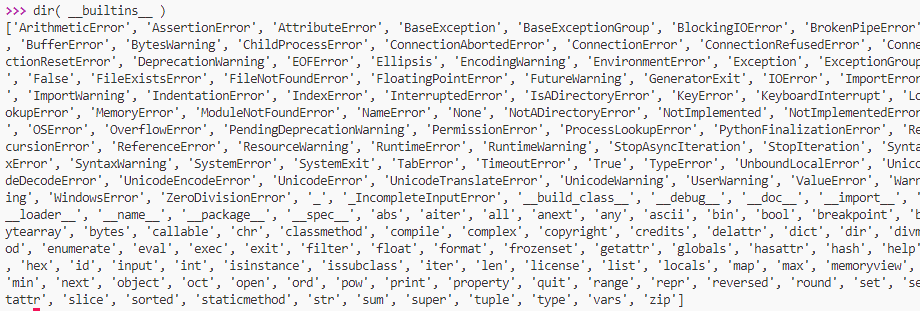 >>> dir( __builtins__ )
['ArithmeticError', 'AssertionError', 'AttributeError', 'BaseException', 'BaseExceptionGroup', 'BlockingIOError', 'BrokenPipeError'
, 'BufferError', 'BytesWarning', 'ChildProcessError', 'ConnectionAbortedError', 'ConnectionError', 'ConnectionRefusedError', 'Conne
ctionResetError', 'DeprecationWarning', 'EOFError', 'Ellipsis', 'EncodingWarning', 'EnvironmentError', 'Exception', 'ExceptionGroup
', 'False', 'FileExistsError', 'FileNotFoundError', 'FloatingPointError', 'FutureWarning', 'GeneratorExit', 'IOError', 'ImportError
', 'ImportWarning', 'IndentationError', 'IndexError', 'InterruptedError', 'IsADirectoryError', 'KeyError', 'KeyboardInterrupt', 'Lo
okupError', 'MemoryError', 'ModuleNotFoundError', 'NameError', 'None', 'NotADirectoryError', 'NotImplemented', 'NotImplementedError
', 'OSError', 'OverflowError', 'PendingDeprecationWarning', 'PermissionError', 'ProcessLookupError', 'PythonFinalizationError', 'Re
cursionError', 'ReferenceError', 'ResourceWarning', 'RuntimeError', 'RuntimeWarning', 'StopAsyncIteration', 'StopIteration', 'Synta
xError', 'SyntaxWarning', 'SystemError', 'SystemExit', 'TabError', 'TimeoutError', 'True', 'TypeError', 'UnboundLocalError', 'Unico
deDecodeError', 'UnicodeEncodeError', 'UnicodeError', 'UnicodeTranslateError', 'UnicodeWarning', 'UserWarning', 'ValueError', 'Warn
ing', 'WindowsError', 'ZeroDivisionError', '_', '_IncompleteInputError', '__build_class__', '__debug__', '__doc__', '__import__', '
__loader__', '__name__', '__package__', '__spec__', 'abs', 'aiter', 'all', 'anext', 'any', 'ascii', 'bin', 'bool', 'breakpoint', 'b
ytearray', 'bytes', 'callable', 'chr', 'classmethod', 'compile', 'complex', 'copyright', 'credits', 'delattr', 'dict', 'dir', 'divm
od', 'enumerate', 'eval', 'exec', 'exit', 'filter', 'float', 'format', 'frozenset', 'getattr', 'globals', 'hasattr', 'hash', 'help'
, 'hex', 'id', 'input', 'int', 'isinstance', 'issubclass', 'iter', 'len', 'license', 'list', 'locals', 'map', 'max', 'memoryview',
'min', 'next', 'object', 'oct', 'open', 'ord', 'pow', 'print', 'property', 'quit', 'range', 'repr', 'reversed', 'round', 'set', 'se
tattr', 'slice', 'sorted', 'staticmethod', 'str', 'sum', 'super', 'tuple', 'type', 'vars', 'zip']